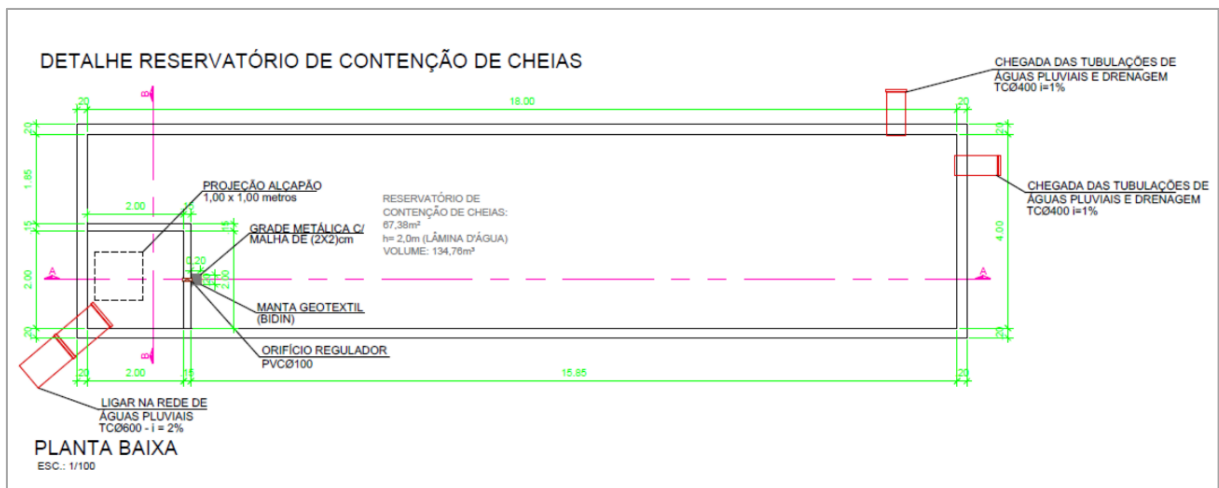 DETALHE RESERVATÓRIO DE CONTENÇÃO DE CHEIAS
CHEGADA DAS TUBULAÇÕES DE
ÁGUAS PLUVIAIS E DRENAGEM
TCØ400 i=1%
20
B
18.00
20
20
20
1.85
PROJEÇÃO ALÇAPÃO
1,00 x 1,00 metros
2.00
15
15
15
RESERVATÓRIO DE
CONTENÇÃO DE CHEIAS:
67,38m²
h= 2,0m (LÂMINA D'ÁGUA)
VOLUME: 134,76m³
GRADE METÁLICA C/
MALHA DE (2X2)cm
CHEGADA DAS TUBULAÇÕES DE
ÁGUAS PLUVIAIS E DRENAGEM
TCØ400 i=1%
4.00
A
0.20
2.00
2.00
A
MANTA GEOTEXTIL
(BIDIN)
ORIFÍCIO REGULADOR
PVCØ100
20
20
B
20
2.00
15
15.85
20
LIGAR NA REDE DE
ÁGUAS PLUVIAIS
TCØ600 - i = 2%
PLANTA BAIXA
ESC.: 1/100